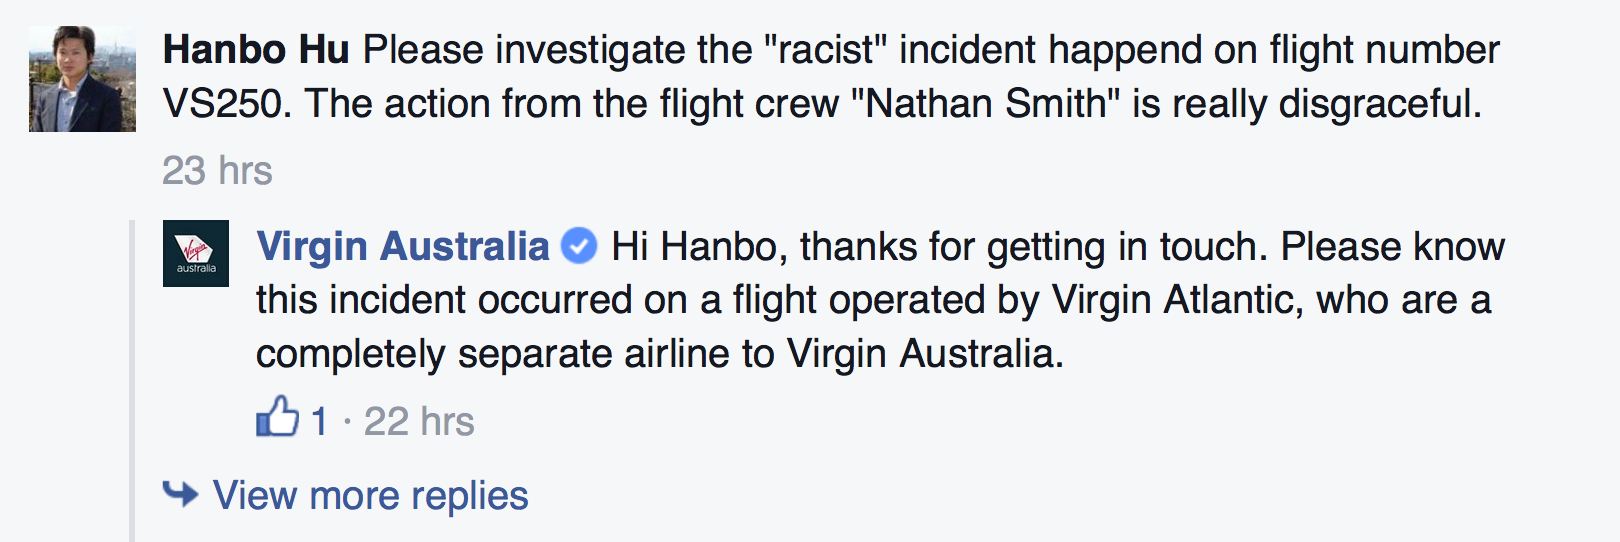 Hanbo Hu Please investigate the "racist" incident happend on flight number
VS250. The action from the flight crew "Nathan Smith" is really disgraceful.
23 hrs
Virgin
australia
Virgin Australia Hi Hanbo, thanks for getting in touch. Please know
this incident occurred on a flight operated by Virgin Atlantic, who are a
completely separate airline to Virgin Australia.
1 · 22 hrs
View more replies